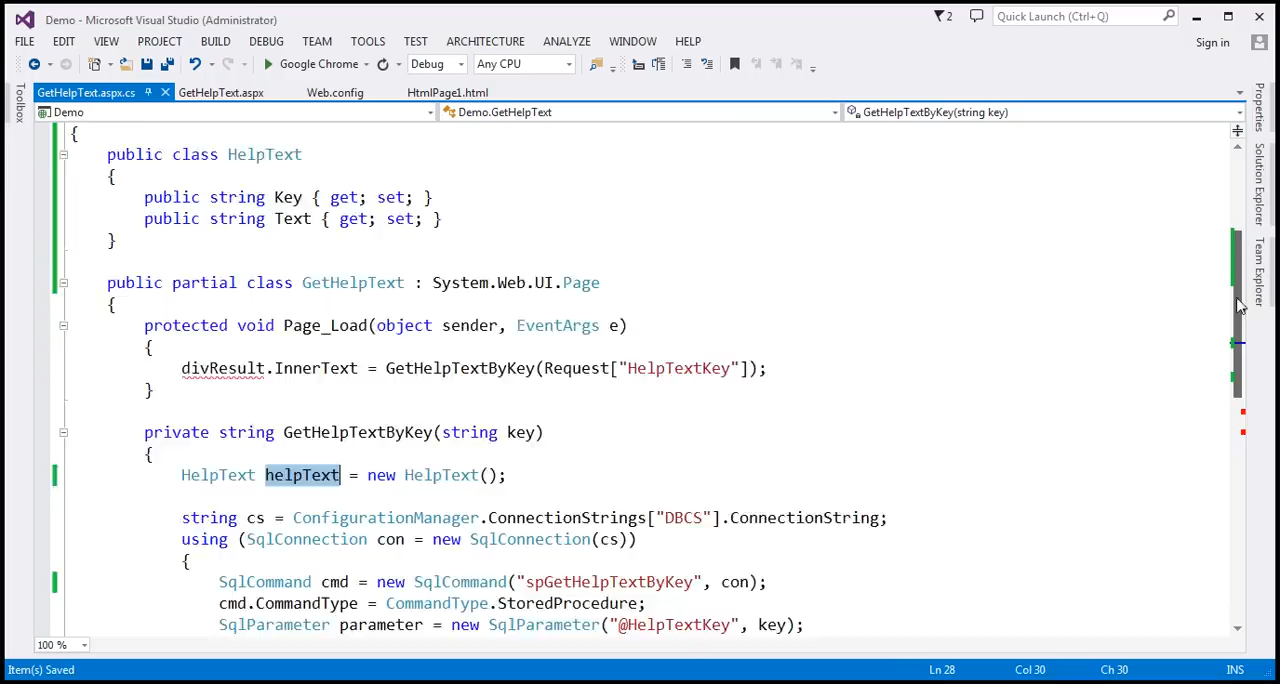 Demo - Microsoft Visual Studio (Administrator)
2
Quick Launch (Ctrl+Q)
FILE EDIT VIEW PROJECT BUILD DEBUG TEAM TOOLS TEST ARCHITECTURE ANALYZE WINDOW HELP
Sign in
Google Chrome Debug Any CPU
GetHelpText.aspx.cs GetHelpText.aspx Web.config HtmlPage1.html
Demo Demo.GetHelpText GetHelpTextByKey(string key)
Toolbox
Properties
Solution Explorer
Team Explorer
{
public class HelpText
{
public string Key { get; set; }
public string Text { get; set; }
}
public partial class GetHelpText : System.Web.UI.Page
{
protected void Page_Load(object sender, EventArgs e)
{
divResult.InnerText = GetHelpTextByKey(Request["HelpTextKey"]);
}
private string GetHelpTextByKey(string key)
{
HelpText helpText = new HelpText();
string cs = ConfigurationManager.ConnectionStrings["DBCS"].ConnectionString;
using (SqlConnection con = new SqlConnection(cs))
{
SqlCommand cmd = new SqlCommand("spGetHelpTextByKey", con);
cmd.CommandType = CommandType.StoredProcedure;
SqlParameter parameter = new SqlParameter("@HelpTextKey", key);
100 %
Item(s) Saved Ln 28 Col 30 Ch 30 INS